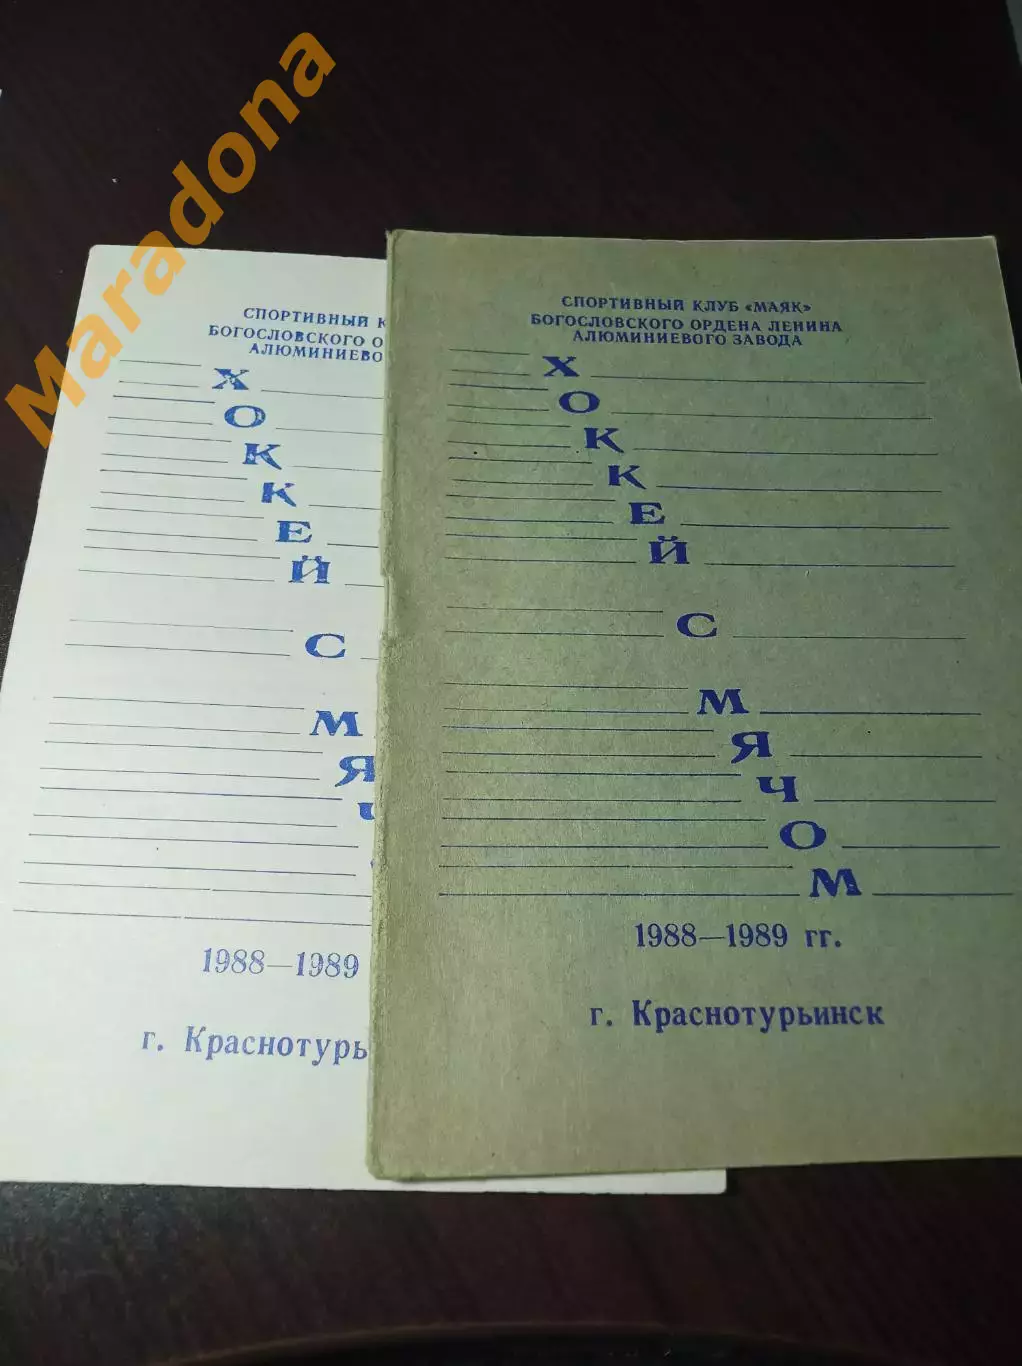 Maradona
СПОРТИВНЫЙ К
БОГОСЛОВСКОГО О
АЛЮМИНИЕВО
Х
О
К
К
Е
Й
С
М
Я
Ч
1988—1989
г. Краснотурь
СПОРТИВНЫЙ КЛУБ «МАЯК»
БОГОСЛОВСКОГО ОРДЕНА ЛЕНИНА
АЛЮМИНИЕВОГО ЗАВОДА
Х
О
К
К
Е
Й
С
М
Я
Ч
О
М
1988—1989 гг.
г. Краснотурьинск